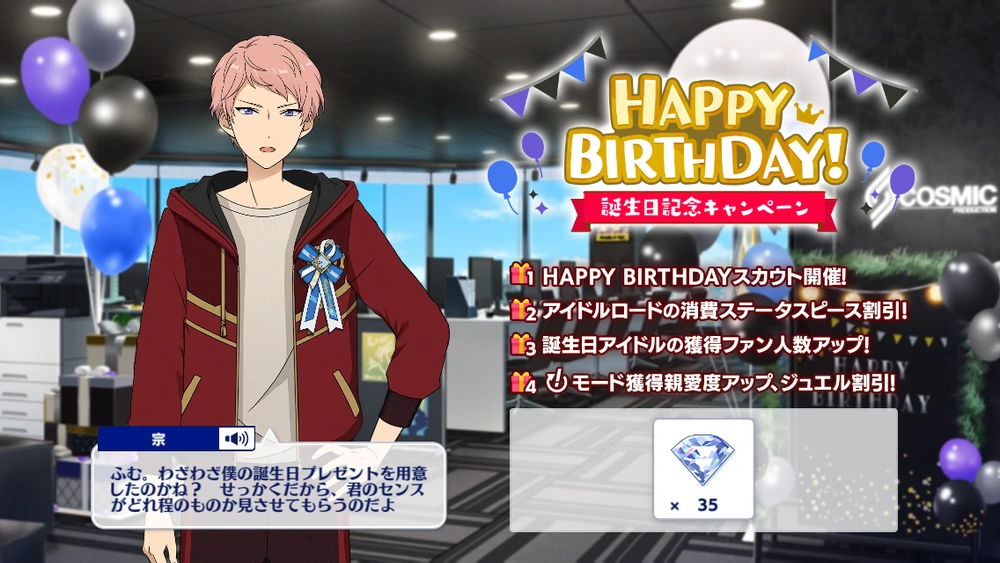 HAPPY
BIRTHDAY!
誕生日記念キャンペーン
COSMIC
PRODUCTION
1 HAPPY BIRTHDAYスカウト開催!
2 アイドルロードの消費ステータスピース割引!
3 誕生日アイドルの獲得ファン人数アップ!
4 !モード獲得親愛度アップ、ジュエル割引!
BIRTHDAY
× 35
宗
ふむ。わざわざ僕の誕生日プレゼントを用意
したのかね? せっかくだから、君のセンス
がどれ程のものか見させてもらうのだよ